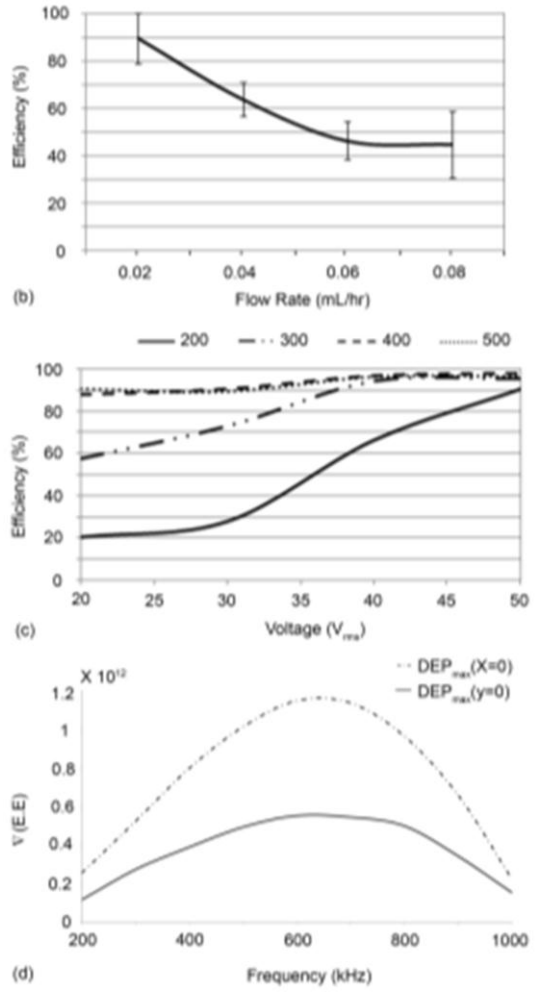 100
80
60
40
20
0
Efficiency (%)
0.02 0.04 0.06 0.08
Flow Rate (mL/hr)
(b)
200 300 400 500
100
80
60
40
20
0
Efficiency (%)
20 25 30 35 40 45 50
Voltage (Vrms)
(c)
X 10¹²
DEPmax(X=0)
DEPmax(y=0)
1.2
1
0.8
0.6
0.4
0.2
0
∇(E.E)
200 400 600 800 1000
Frequency (kHz)
(d)